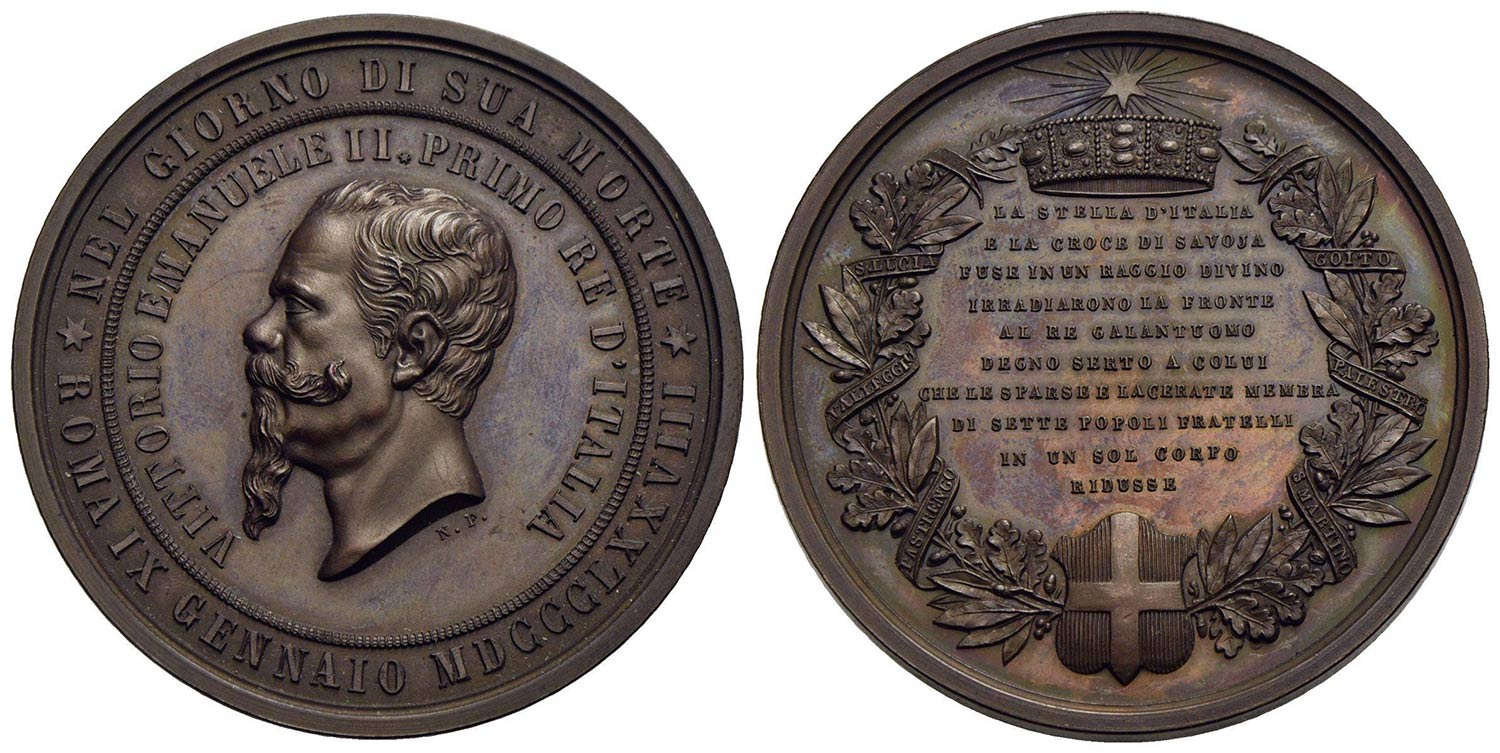 NEL GIORNO DI SUA MORTE
ROMA IX GENNAIO MDCCCLXXVIII
VITTORIO EMANUELE II. PRIMO RE D'ITALIA
N. P.
LA STELLA D'ITALIA
E LA CROCE DI SAVOJA
FUSE IN UN RAGGIO DIVINO
IRRADIARONO LA FRONTE
AL RE GALANTUOMO
DEGNO SERTO A COLUI
CHE LE SPARSE E LACERATE MEMBRA
DI SETTE POPOLI FRATELLI
IN UN SOL CORPO
RIDUSSE
S.LUCIA
VALLEGGIO
PASTRENGO
GOITO
PALESTRO
S.MARTINO